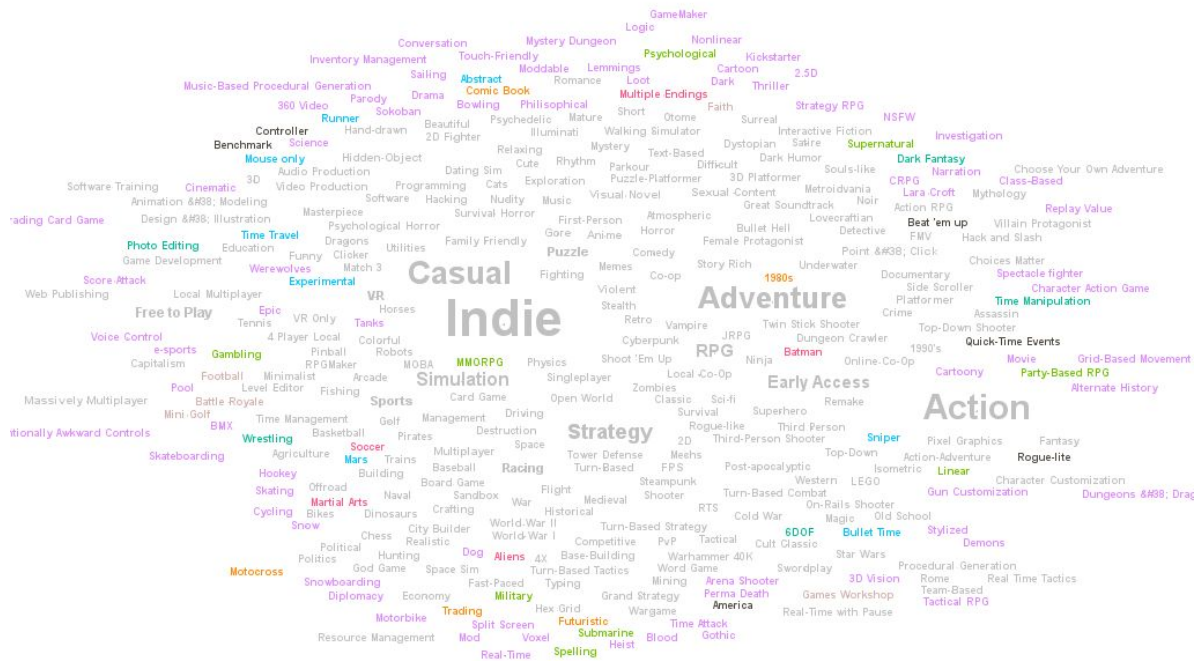 GameMaker
Logic
Conversation
Mystery Dungeon
Nonlinear
Inventory Management
Touch-Friendly
Psychological
Kickstarter
Sailing
Moddable
Lemmings
Cartoon
2.5D
Music-Based Procedural Generation
Abstract
Romance
Loot
Dark
Thriller
Parody
Drama
Comic Book
Multiple Endings
360 Video
Sokoban
Bowling
Philisophical
Short
Faith
Strategy RPG
Runner
Beautiful
Psychedelic
Mature
Otome
Surreal
NSFW
Controller
Hand-drawn
2D Fighter
Illuminati
Walking Simulator
Interactive Fiction
Investigation
Benchmark
Science
Relaxing
Mystery
Dystopian
Satire
Supernatural
Mouse only
Hidden-Object
Cute
Rhythm
Text-Based
Dark Humor
Dark Fantasy
Audio Production
Dating Sim
Exploration
Parkour
Difficult
Souls-like
Narration
Choose Your Own Adventure
Software Training
Cinematic
3D
Video Production
Programming
Cats
Puzzle-Platformer
3D Platformer
CRPG
Class-Based
Animation &#38; Modeling
Software
Hacking
Nudity
Music
Visual Novel
Sexual Content
Metroidvania
Lara Croft
Mythology
rading Card Game
Design &#38; Illustration
Masterpiece
Survival Horror
First-Person
Atmospheric
Great Soundtrack
Noir
Action RPG
Replay Value
Photo Editing
Time Travel
Psychological Horror
Gore
Anime
Horror
Bullet Hell
Lovecraftian
Detective
Beat 'em up
Villain Protagonist
Education
Dragons
Utilities
Family Friendly
Puzzle
Comedy
Female Protagonist
FMV
Hack and Slash
Game Development
Funny
Clicker
Point &#38; Click
Choices Matter
Score Attack
Werewolves
Match 3
Casual
Fighting
Memes
Co-op
Story Rich
Underwater
Documentary
Spectacle fighter
Web Publishing
Local Multiplayer
Experimental
VR
Violent
1980s
Side Scroller
Character Action Game
Free to Play
Epic
VR Only
Horses
Indie
Stealth
Adventure
Platformer
Time Manipulation
Tennis
Tanks
Retro
Vampire
Twin Stick Shooter
Crime
Assassin
Voice Control
4 Player Local
Colorful
Cyberpunk
JRPG
Dungeon Crawler
Top-Down Shooter
e-sports
Gambling
Pinball
Robots
RPG
Batman
1990's
Quick-Time Events
Capitalism
RPGMaker
MOBA
MMORPG
Physics
Shoot 'Em Up
Ninja
Online Co-Op
Movie
Grid-Based Movement
Football
Minimalist
Arcade
Simulation
Singleplayer
Local Co-Op
Early Access
Cartoony
Party-Based RPG
Pool
Level Editor
Fishing
Zombies
Alternate History
Massively Multiplayer
Battle Royale
Sports
Card Game
Open World
Classic
Sci-fi
Remake
Action
Mini-Golf
Time Management
Golf
Management
Driving
Survival
Superhero
BMX
Basketball
Pirates
Destruction
Strategy
Rogue-like
Third Person
tionally Awkward Controls
Wrestling
Soccer
Space
2D
Third-Person Shooter
Sniper
Pixel Graphics
Fantasy
Skateboarding
Agriculture
Mars
Trains
Multiplayer
Tower Defense
Meshs
Top-Down
Action-Adventure
Rogue-lite
Hockey
Building
Baseball
Racing
Turn-Based
FPS
Post-apocalyptic
Isometric
Linear
Skating
Offroad
Board Game
Flight
Steampunk
Western
LEGO
Character Customization
Martial Arts
Naval
Sandbox
War
Medieval
Shooter
Turn-Based Combat
Gun Customization
Dungeons &#38; Drag
Cycling
Bikes
Dinosaurs
Crafting
Historical
RTS
On-Rails Shooter
Snow
Chess
City Builder
World War II
Turn-Based Strategy
Cold War
Magic
Old School
Stylized
Political
Realistic
World War I
Competitive
PvP
Tactical
6DOF
Bullet Time
Demons
Politics
Hunting
Dog
Aliens
4X
Base-Building
Warhammer 40K
Cult Classic
Star Wars
Motocross
God Game
Space Sim
Turn-Based Tactics
Word Game
Swordplay
Procedural Generation
Snowboarding
Fast-Paced
Typing
Mining
Arena Shooter
3D Vision
Rome
Real Time Tactics
Diplomacy
Economy
Military
Grand Strategy
Perma Death
Games Workshop
Team-Based
Motorbike
Trading
Hex Grid
Wargame
America
Real-Time with Pause
Tactical RPG
Split Screen
Futuristic
Time Attack
Resource Management
Mod
Voxel
Submarine
Blood
Gothic
Real-Time
Spelling
Heist